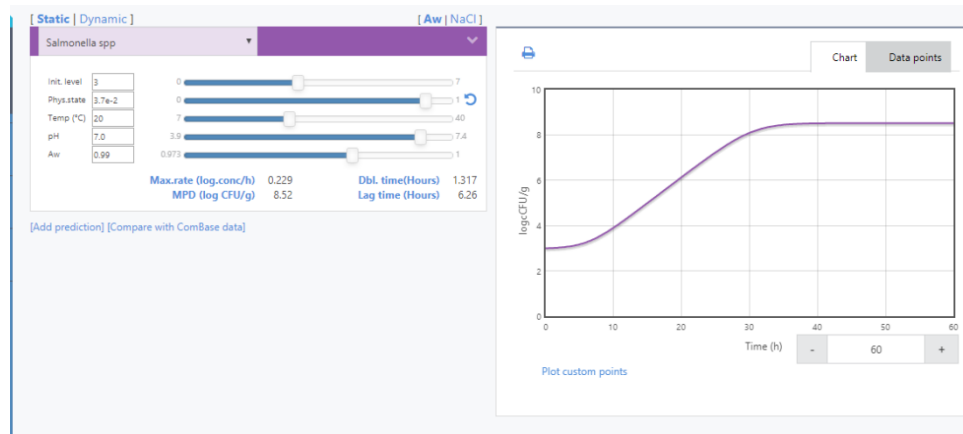 [ Static | Dynamic ] [ Aw | NaCl ]
Salmonella spp
Init. level 3 0 7
Phys.state 3.7e-2 0 1
Temp (°C) 20 7 40
pH 7.0 3.9 7.4
Aw 0.99 0.973 1
Max.rate (log.conc/h) 0.229 Dbl. time(Hours) 1.317
MPD (log CFU/g) 8.52 Lag time (Hours) 6.26
[Add prediction] [Compare with ComBase data]
Chart Data points
10
8
6
4
2
0
logcCFU/g
0 10 20 30 40 50 60
Time (h) - 60 +
Plot custom points